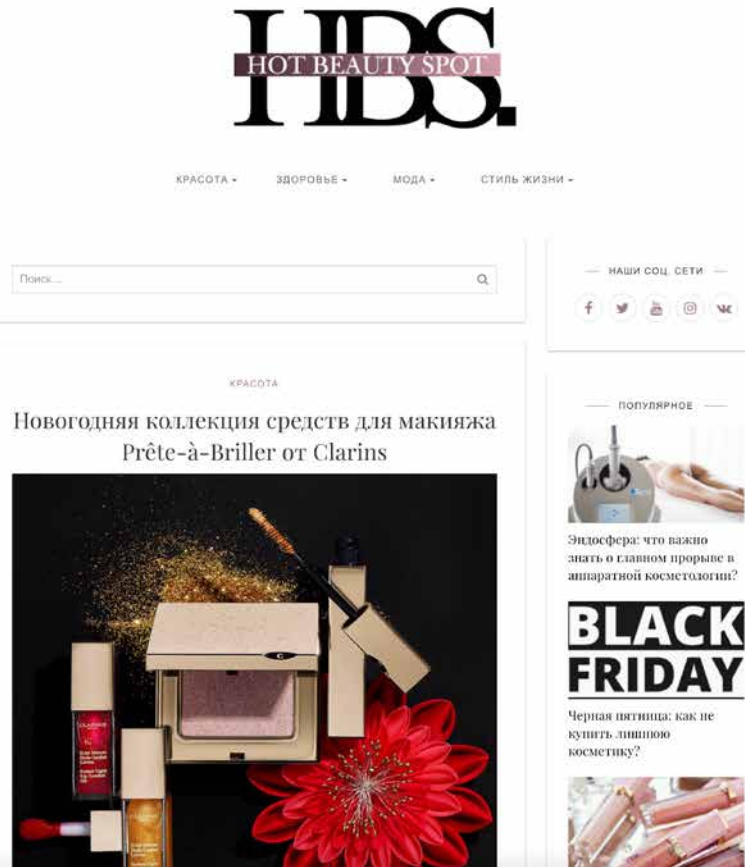 HBS.
HOT BEAUTY SPOT
КРАСОТА
ЗДОРОВЬЕ
МОДА
СТИЛЬ ЖИЗНИ
Поиск...
КРАСОТА
Новогодняя коллекция средств для макияжа
Prête-à-Briller от Clarins
CLARINS
НАШИ СОЦ. СЕТИ
ПОПУЛЯРНОЕ
Эндосфера: что важно
знать о главном прорыве в
аппаратной косметологии?
BLACK
FRIDAY
Черная пятница: как не
купить лишнюю
косметику?